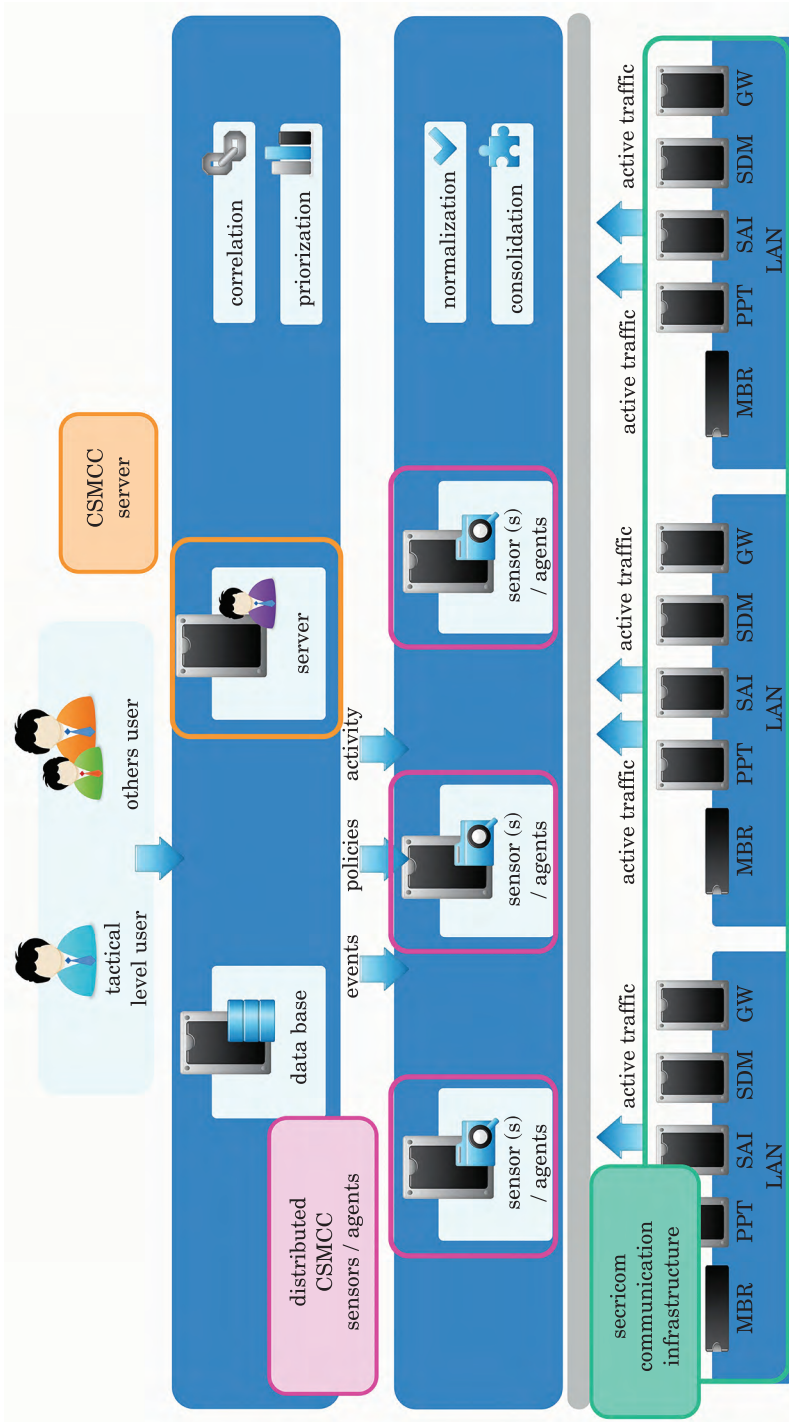 tactical
level user
others user
CSMCC
server
data base
server
correlation
priorization
distributed
CSMCC
sensors / agents
events
policies
activity
sensor (s)
/ agents
sensor (s)
/ agents
sensor (s)
/ agents
normalization
consolidation
secricom
communication
infrastructure
active traffic
active traffic
active traffic
active traffic
active traffic
MBR
PPT
SAI
SDM
GW
LAN
MBR
PPT
SAI
SDM
GW
LAN
MBR
PPT
SAI
SDM
GW
LAN